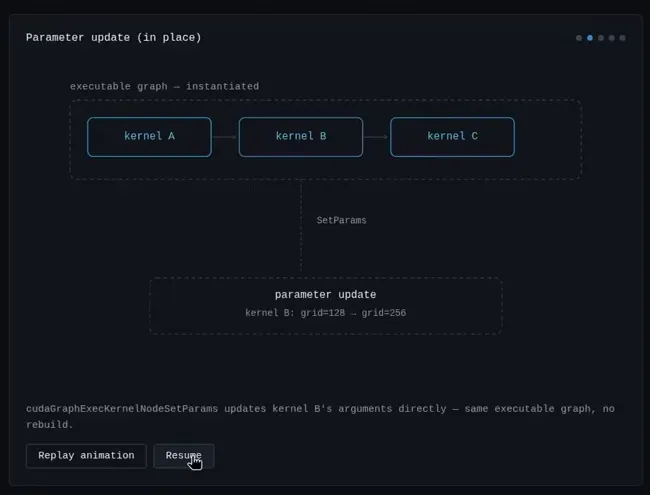 Parameter update (in place)
executable graph — instantiated
kernel A
kernel B
kernel C
SetParams
parameter update
kernel B: grid=128 → grid=256
cudaGraphExecKernelNodeSetParams updates kernel B's arguments directly — same executable graph, no
rebuild.
Replay animation
Resume